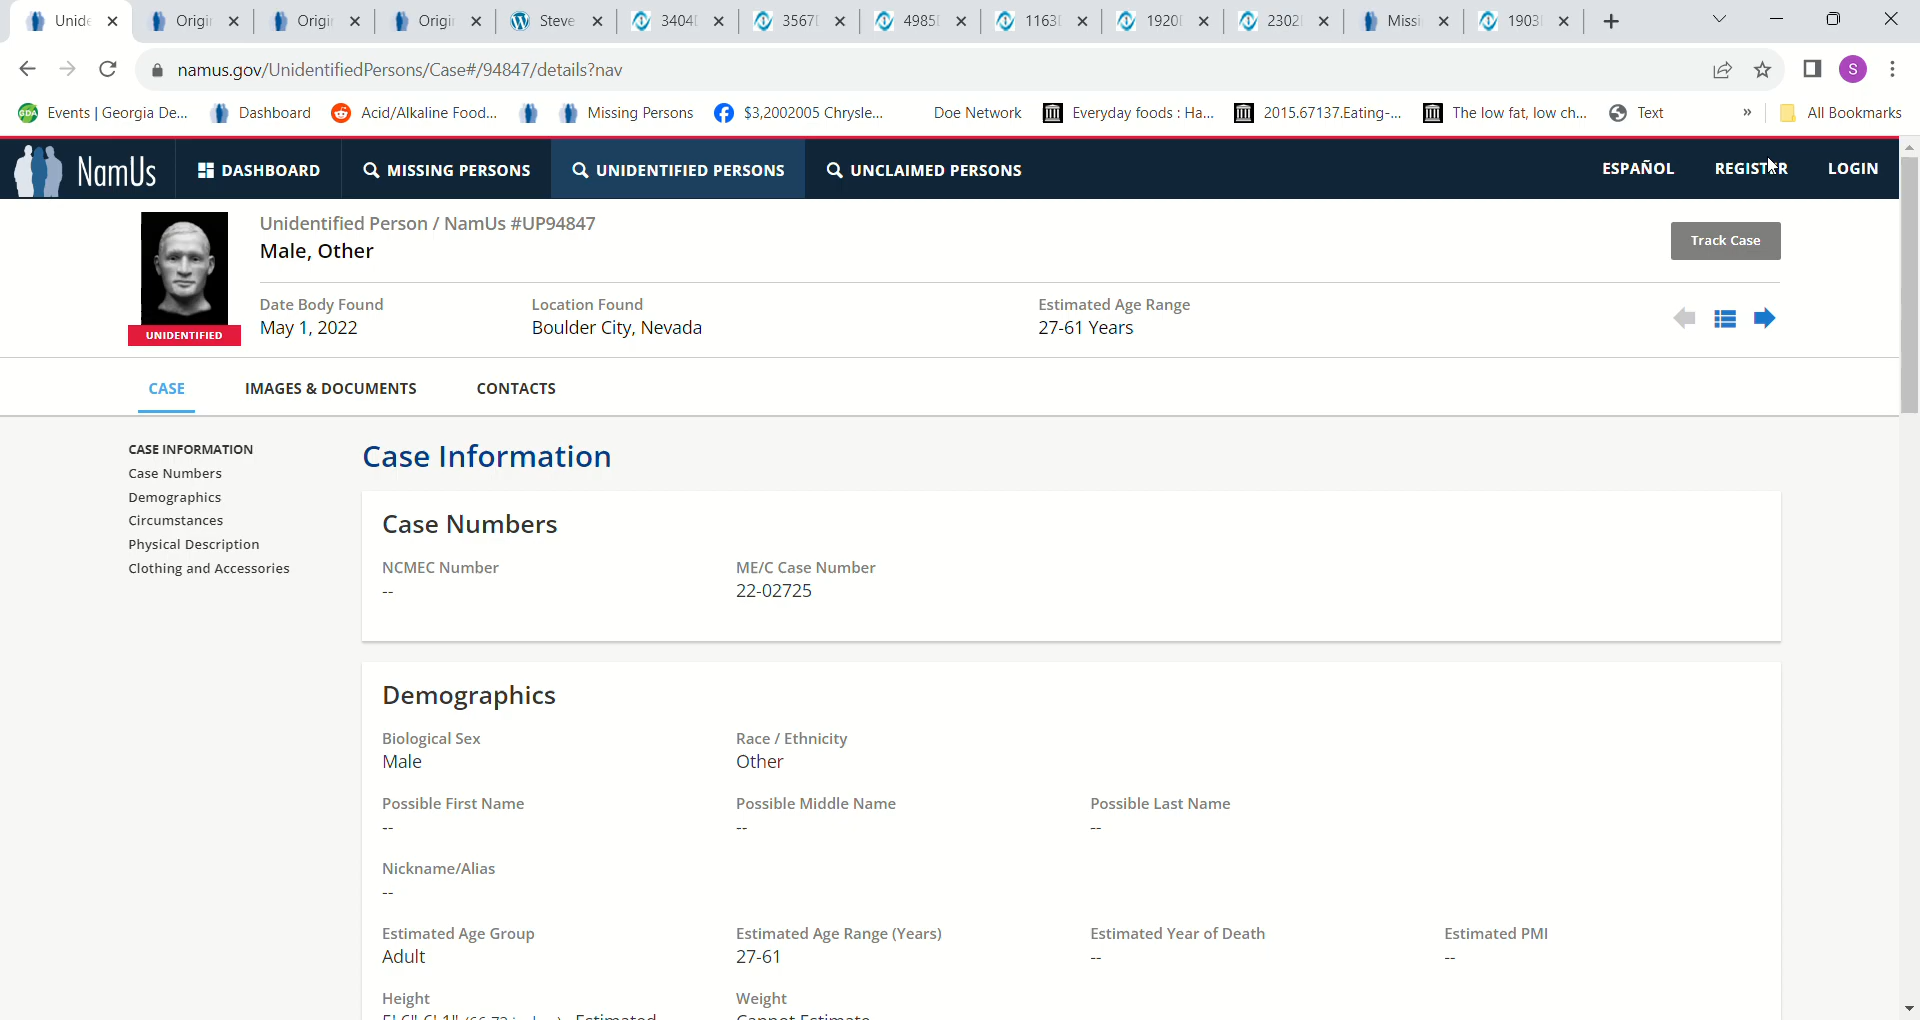 Unide Origin Origin Origin Steve 3404 3567 4985 1163 1920 2302 Missi 1903
namus.gov/UnidentifiedPersons/Case#/94847/details?nav S
GDA Events | Georgia De... Dashboard Acid/Alkaline Food... Missing Persons $3,2002005 Chrysle... Doe Network Everyday foods : Ha... 2015.67137.Eating-... The low fat, low ch... Text » All Bookmarks
NamUs DASHBOARD MISSING PERSONS UNIDENTIFIED PERSONS UNCLAIMED PERSONS ESPAÑOL REGISTER LOGIN
Unidentified Person / NamUs #UP94847
Male, Other
Track Case
Date Body Found Location Found Estimated Age Range
May 1, 2022 Boulder City, Nevada 27-61 Years
UNIDENTIFIED
CASE IMAGES & DOCUMENTS CONTACTS
CASE INFORMATION
Case Numbers
Demographics
Circumstances
Physical Description
Clothing and Accessories
Case Information
Case Numbers
NCMEC Number ME/C Case Number
-- 22-02725
Demographics
Biological Sex Race / Ethnicity
Male Other
Possible First Name Possible Middle Name Possible Last Name
-- -- --
Nickname/Alias
--
Estimated Age Group Estimated Age Range (Years) Estimated Year of Death Estimated PMI
Adult 27-61 -- --
Height Weight
Cannot Estimate